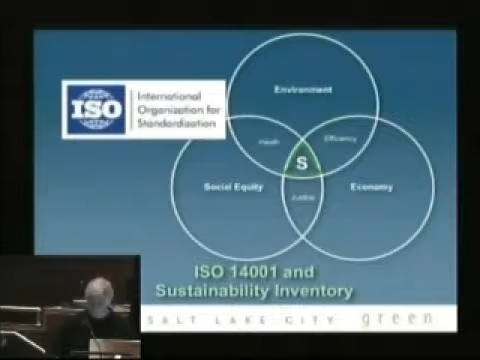 Environment
ISO
International
Organization for
Standardization
Health
Efficiency
S
Social Equity
Economy
Justice
ISO 14001 and
Sustainability Inventory
SALT LAKE CITY green